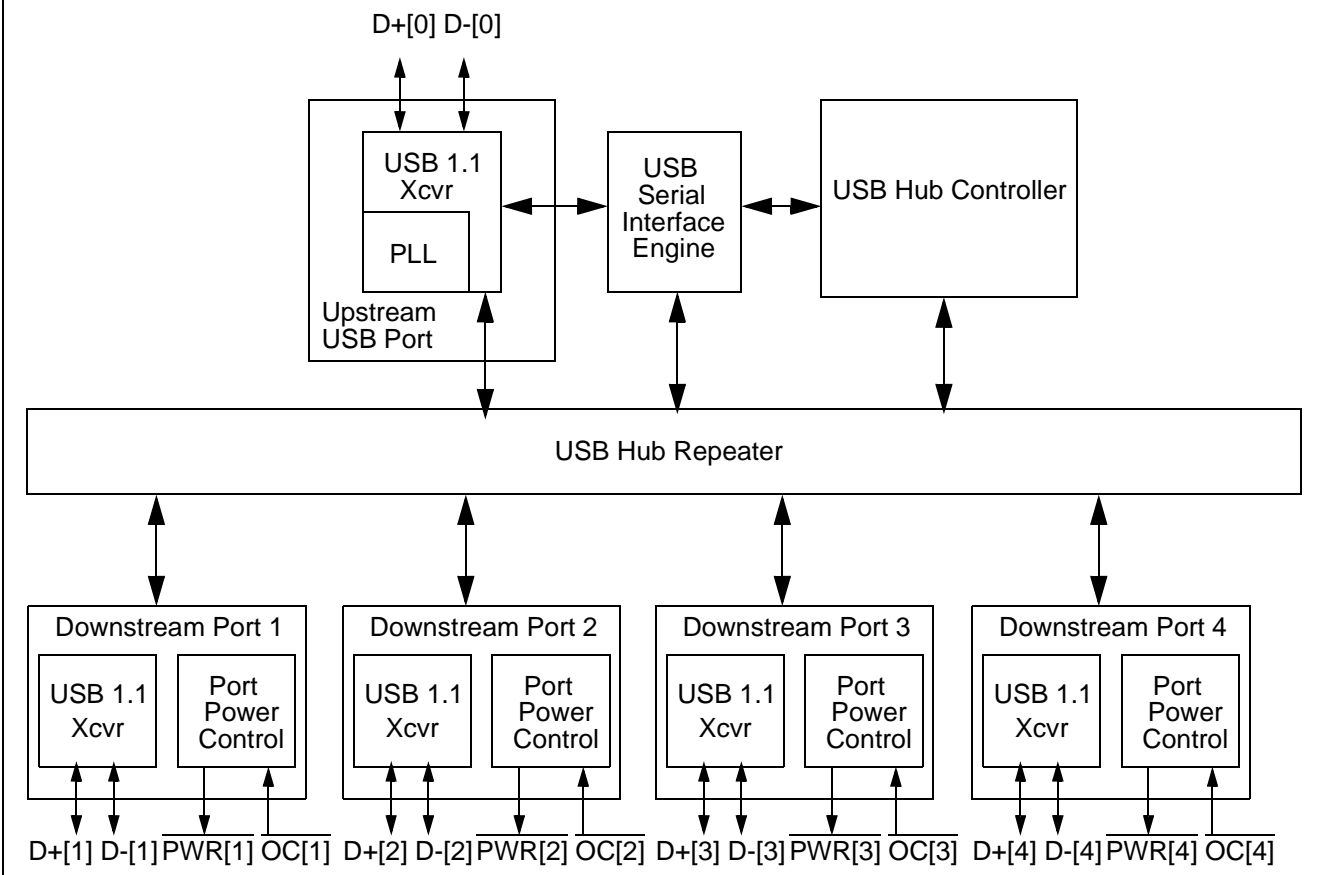 D+[0] D-[0]
USB 1.1
Xcvr
PLL
Upstream
USB Port
USB
Serial
Interface
Engine
USB Hub Controller
USB Hub Repeater
Downstream Port 1
USB 1.1
Xcvr
Port
Power
Control
D+[1] D-[1] PWR[1] OC[1]
Downstream Port 2
USB 1.1
Xcvr
Port
Power
Control
D+[2] D-[2] PWR[2] OC[2]
Downstream Port 3
USB 1.1
Xcvr
Port
Power
Control
D+[3] D-[3] PWR[3] OC[3]
Downstream Port 4
USB 1.1
Xcvr
Port
Power
Control
D+[4] D-[4] PWR[4] OC[4]